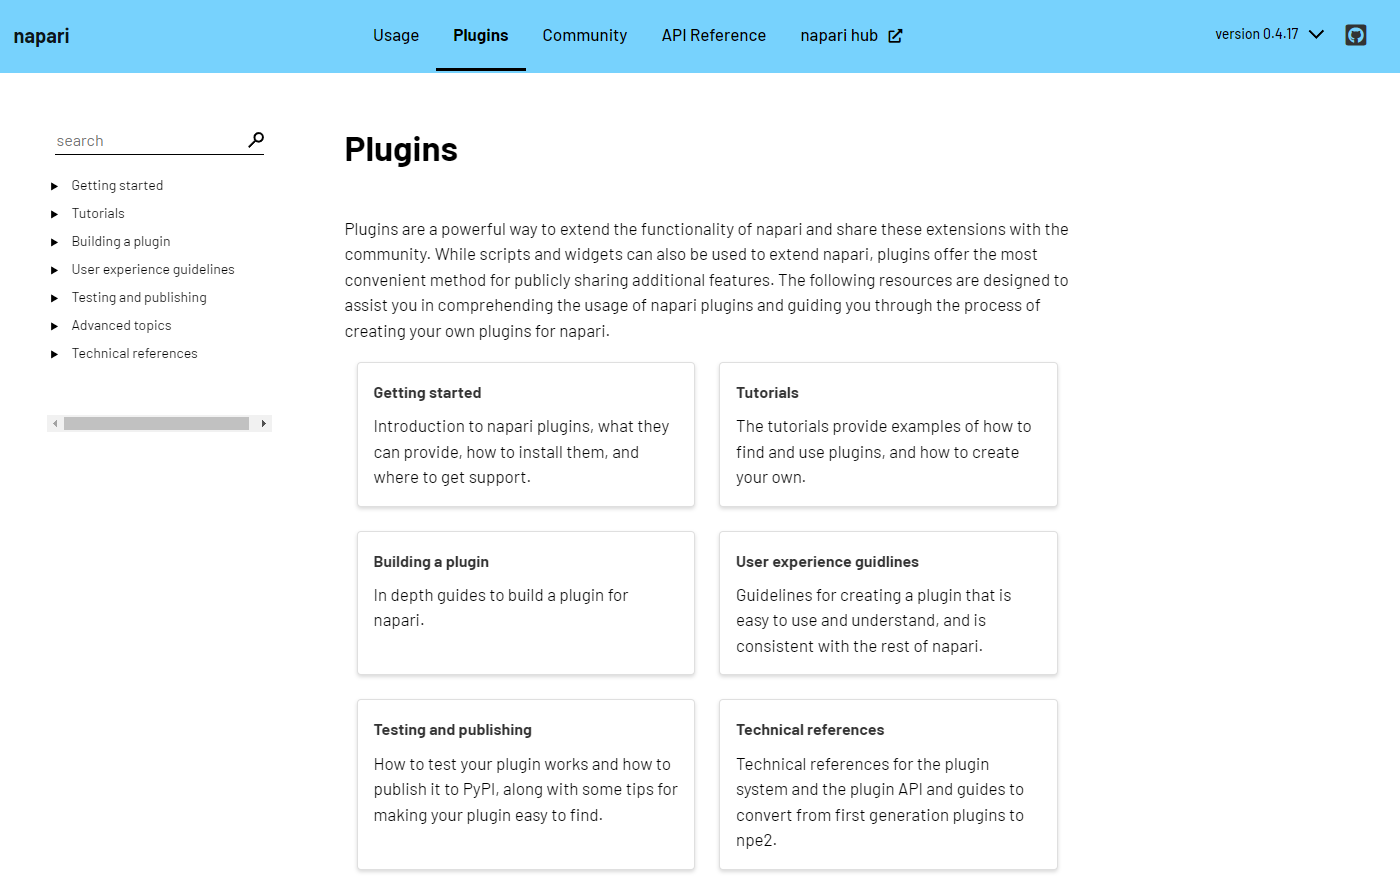 napari
Usage
Plugins
Community
API Reference
napari hub
version 0.4.17
search
Getting started
Tutorials
Building a plugin
User experience guidelines
Testing and publishing
Advanced topics
Technical references
Plugins
Plugins are a powerful way to extend the functionality of napari and share these extensions with the
community. While scripts and widgets can also be used to extend napari, plugins offer the most
convenient method for publicly sharing additional features. The following resources are designed to
assist you in comprehending the usage of napari plugins and guiding you through the process of
creating your own plugins for napari.
Getting started
Introduction to napari plugins, what they
can provide, how to install them, and
where to get support.
Tutorials
The tutorials provide examples of how to
find and use plugins, and how to create
your own.
Building a plugin
In depth guides to build a plugin for
napari.
User experience guidlines
Guidelines for creating a plugin that is
easy to use and understand, and is
consistent with the rest of napari.
Testing and publishing
How to test your plugin works and how to
publish it to PyPI, along with some tips for
making your plugin easy to find.
Technical references
Technical references for the plugin
system and the plugin API and guides to
convert from first generation plugins to
npe2.